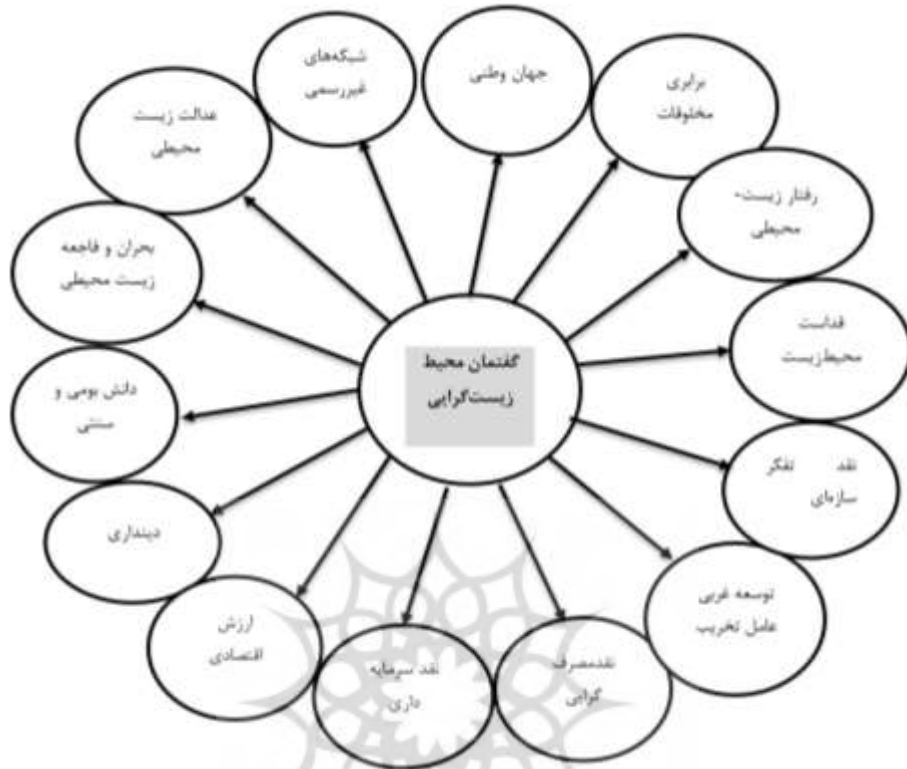 شبکه‌های
غیررسمی
جهان وطنی
برابری
مخلوقات
رفتار زیست-
محیطی
قداست
محیط‌زیست
نقد تفکر
سازه‌ای
توسعه غربی
عامل تخریب
نقدمصرف
گرایی
نقد سرمایه
داری
ارزش
اقتصادی
دینداری
دانش بومی و
سنتی
بحران و فاجعه
زیست محیطی
عدالت زیست
محیطی
گفتمان محیط
زیست‌گرایی